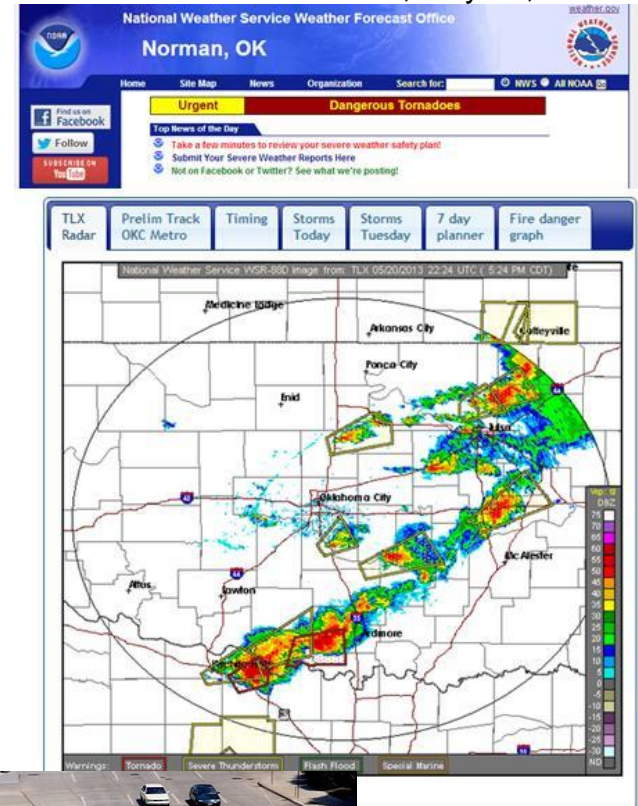 weather.gov
National Weather Service Weather Forecast Office
NOAA
Norman, OK
Home Site Map News Organization Search for: NWS All NOAA Go
Urgent Dangerous Tornadoes
Find us on
Facebook
Top News of the Day
Follow
Take a few minutes to review your severe weather safety plan!
Submit Your Severe Weather Reports Here
SUBSCRIBE ON
YouTube
Not on Facebook or Twitter? See what we're posting!
TLX Radar
Prelim Track OKC Metro
Timing
Storms Today
Storms Tuesday
7 day planner
Fire danger graph
National Weather Service WSR-88D image from: TLX 05/20/2013 22:24 UTC ( 5:24 PM CDT)
Medicine lodge
Arkansas City
Coffeyville
Ponca City
44
Enid
Tulsa
40
Oklahoma City
DBZ
75
70
65
60
55
50
45
40
35
30
25
20
15
10
5
0
-5
-10
-15
-20
-25
-30
ND
Mc Alester
44
Altus
Lawton
35
Ardmore
Warnings: Tornado Severe Thunderstorm Flash Flood Special Marine